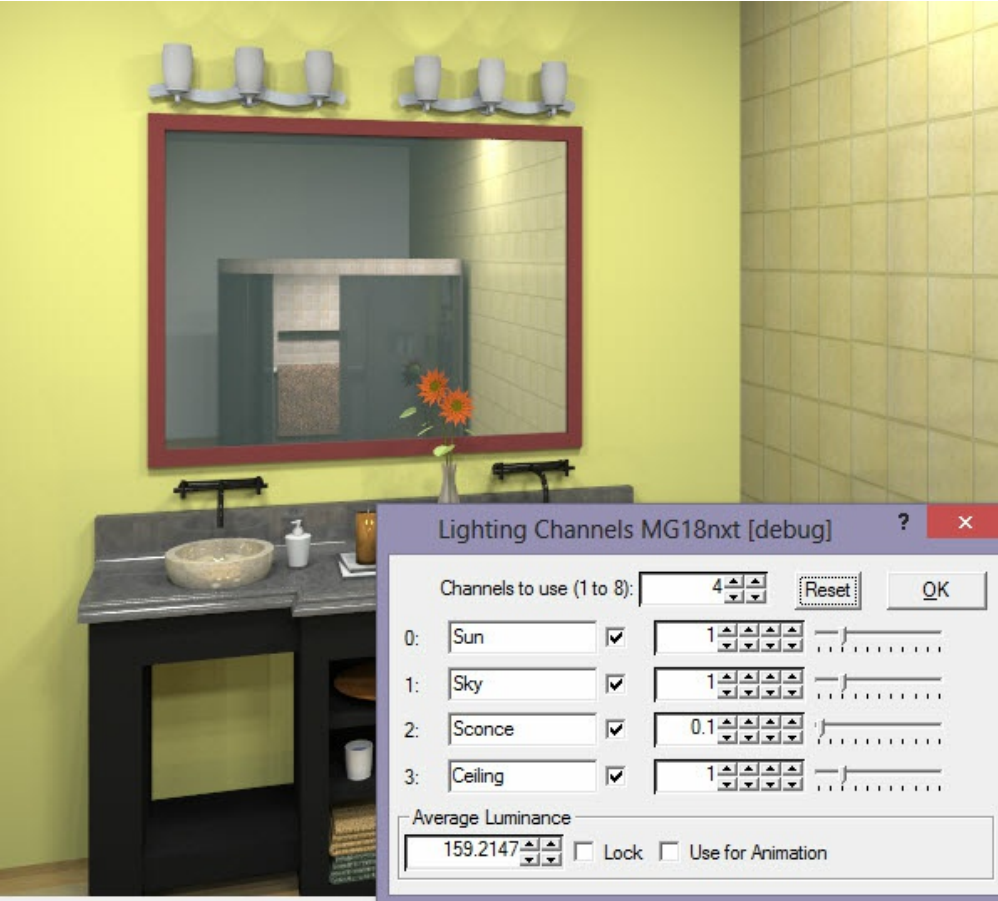 Lighting Channels MG18nxt [debug] ? ×
Channels to use (1 to 8): 4 Reset OK
0: Sun 1
1: Sky 1
2: Sconce 0.1
3: Ceiling 1
Average Luminance
159.2147 Lock Use for Animation